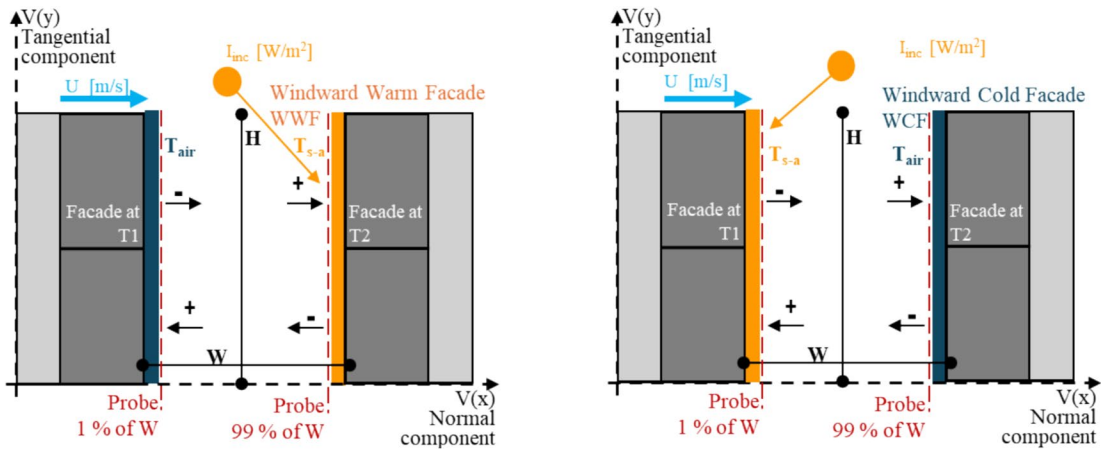 V(y)
Tangential
component
U [m/s]
I_inc [W/m²]
Windward Warm Facade
WWF
T_air
H
T_s-a
-
+
Facade at
T1
Facade at
T2
+
-
W
Probe
1 % of W
Probe
99 % of W
V(x)
Normal
component
V(y)
Tangential
component
U [m/s]
I_inc [W/m²]
Windward Cold Facade
WCF
T_s-a
H
T_air
-
+
Facade at
T1
Facade at
T2
+
-
W
Probe
1 % of W
Probe
99 % of W
V(x)
Normal
component